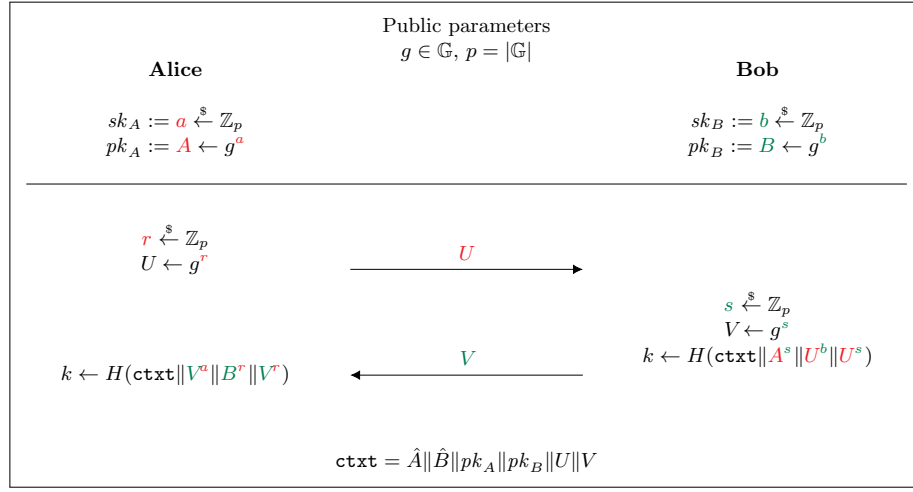 Public parameters
g ∈ 𝔾, p = |𝔾|
Alice
Bob
sk_A := a ←$ ℤ_p
pk_A := A ← g^a
sk_B := b ←$ ℤ_p
pk_B := B ← g^b
r ←$ ℤ_p
U ← g^r
U
s ←$ ℤ_p
V ← g^s
k ← H(ctxt‖A^s‖U^b‖U^s)
V
k ← H(ctxt‖V^a‖B^r‖V^r)
ctxt = Â‖B̂‖pk_A‖pk_B‖U‖V